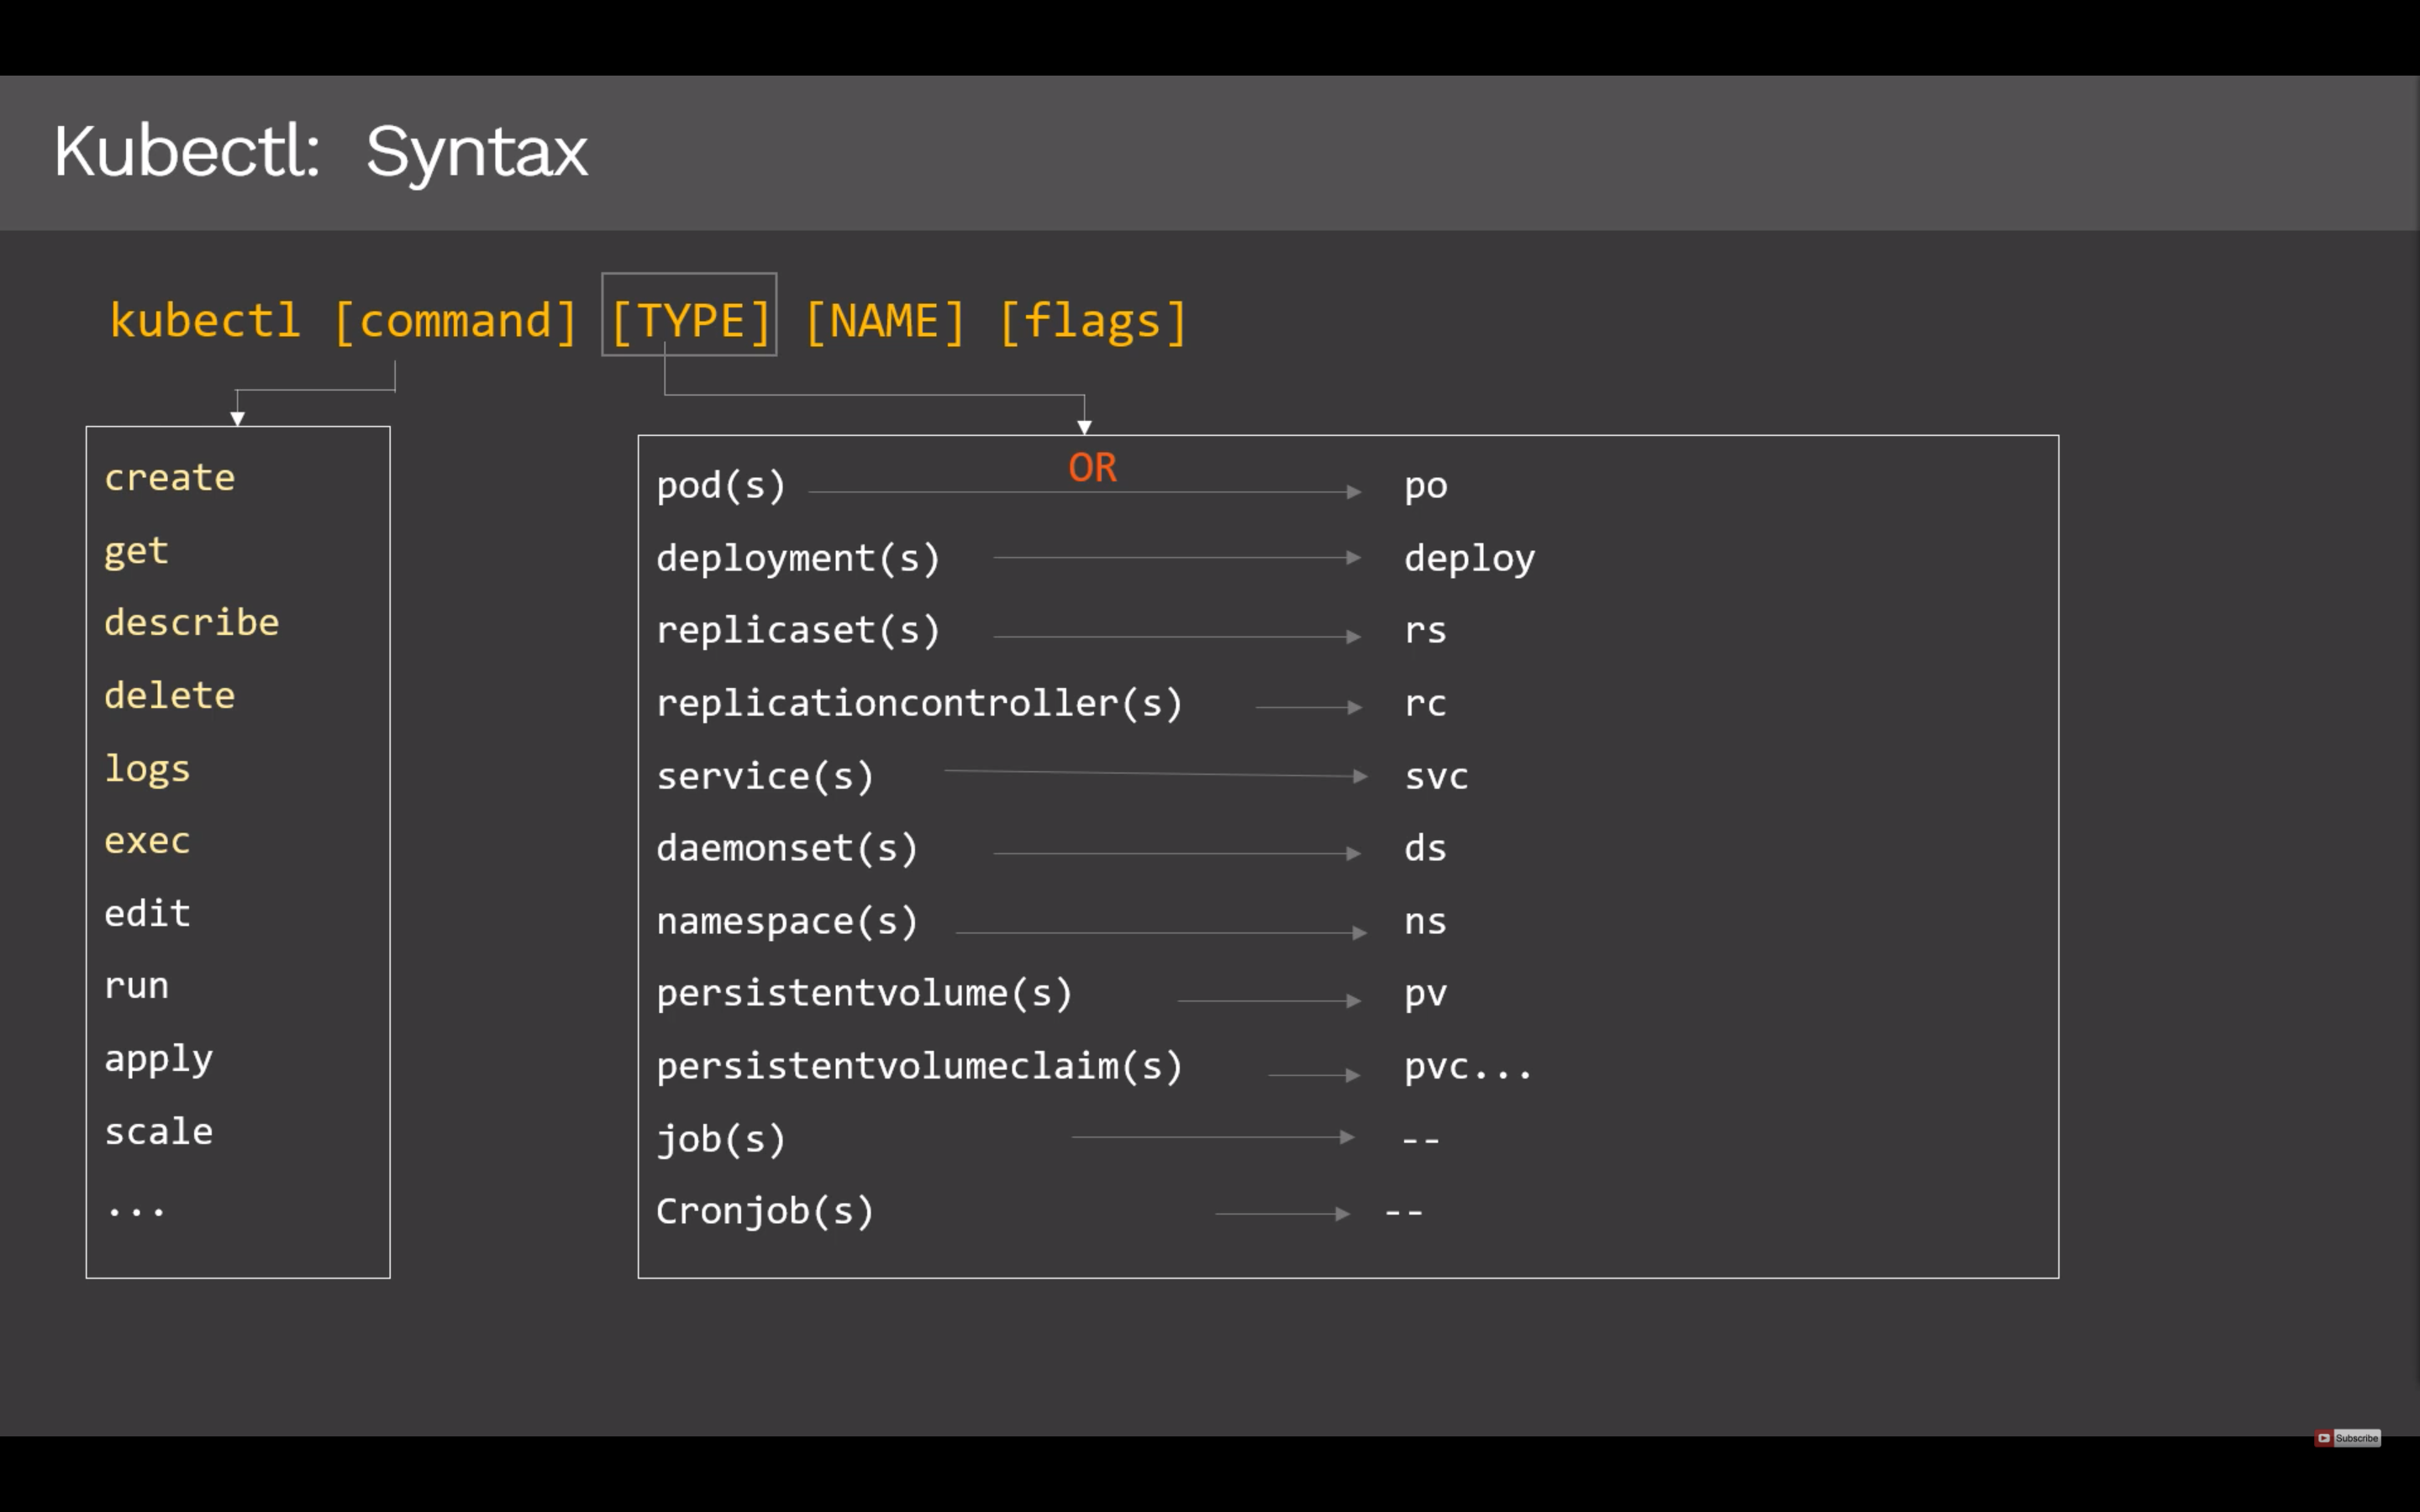 Kubectl: Syntax
kubectl [command] [TYPE] [NAME] [flags]
create
get
describe
delete
logs
exec
edit
run
apply
scale
...
OR
pod(s) po
deployment(s) deploy
replicaset(s) rs
replicationcontroller(s) rc
service(s) svc
daemonset(s) ds
namespace(s) ns
persistentvolume(s) pv
persistentvolumeclaim(s) pvc...
job(s) --
Cronjob(s) --
Subscribe